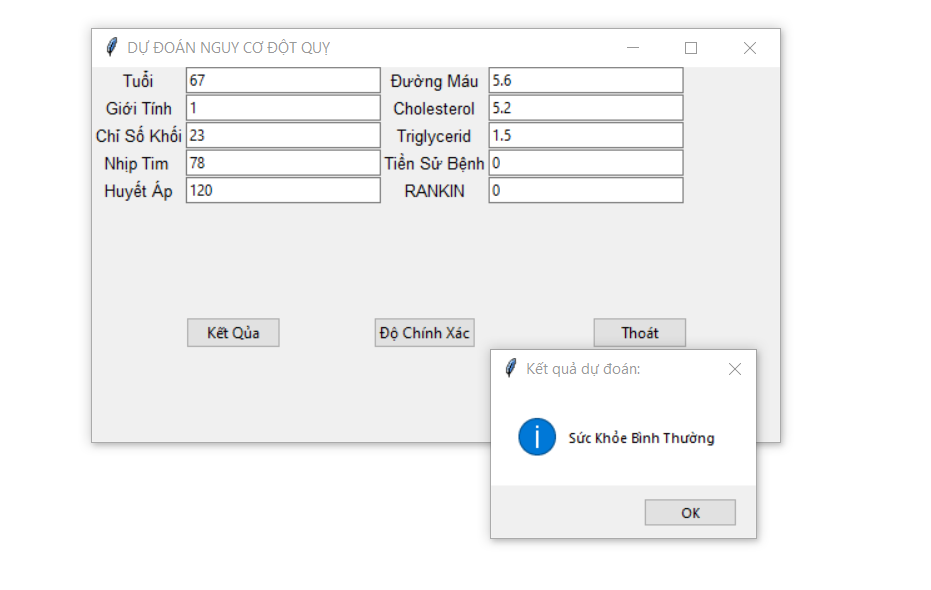 DỰ ĐOÁN NGUY CƠ ĐỘT QUỴ
Tuổi 67 Đường Máu 5.6
Giới Tính 1 Cholesterol 5.2
Chỉ Số Khối 23 Triglycerid 1.5
Nhịp Tim 78 Tiền Sử Bệnh 0
Huyết Áp 120 RANKIN 0
Kết Qủa Độ Chính Xác Thoát
Kết quả dự đoán:
Sức Khỏe Bình Thường
OK